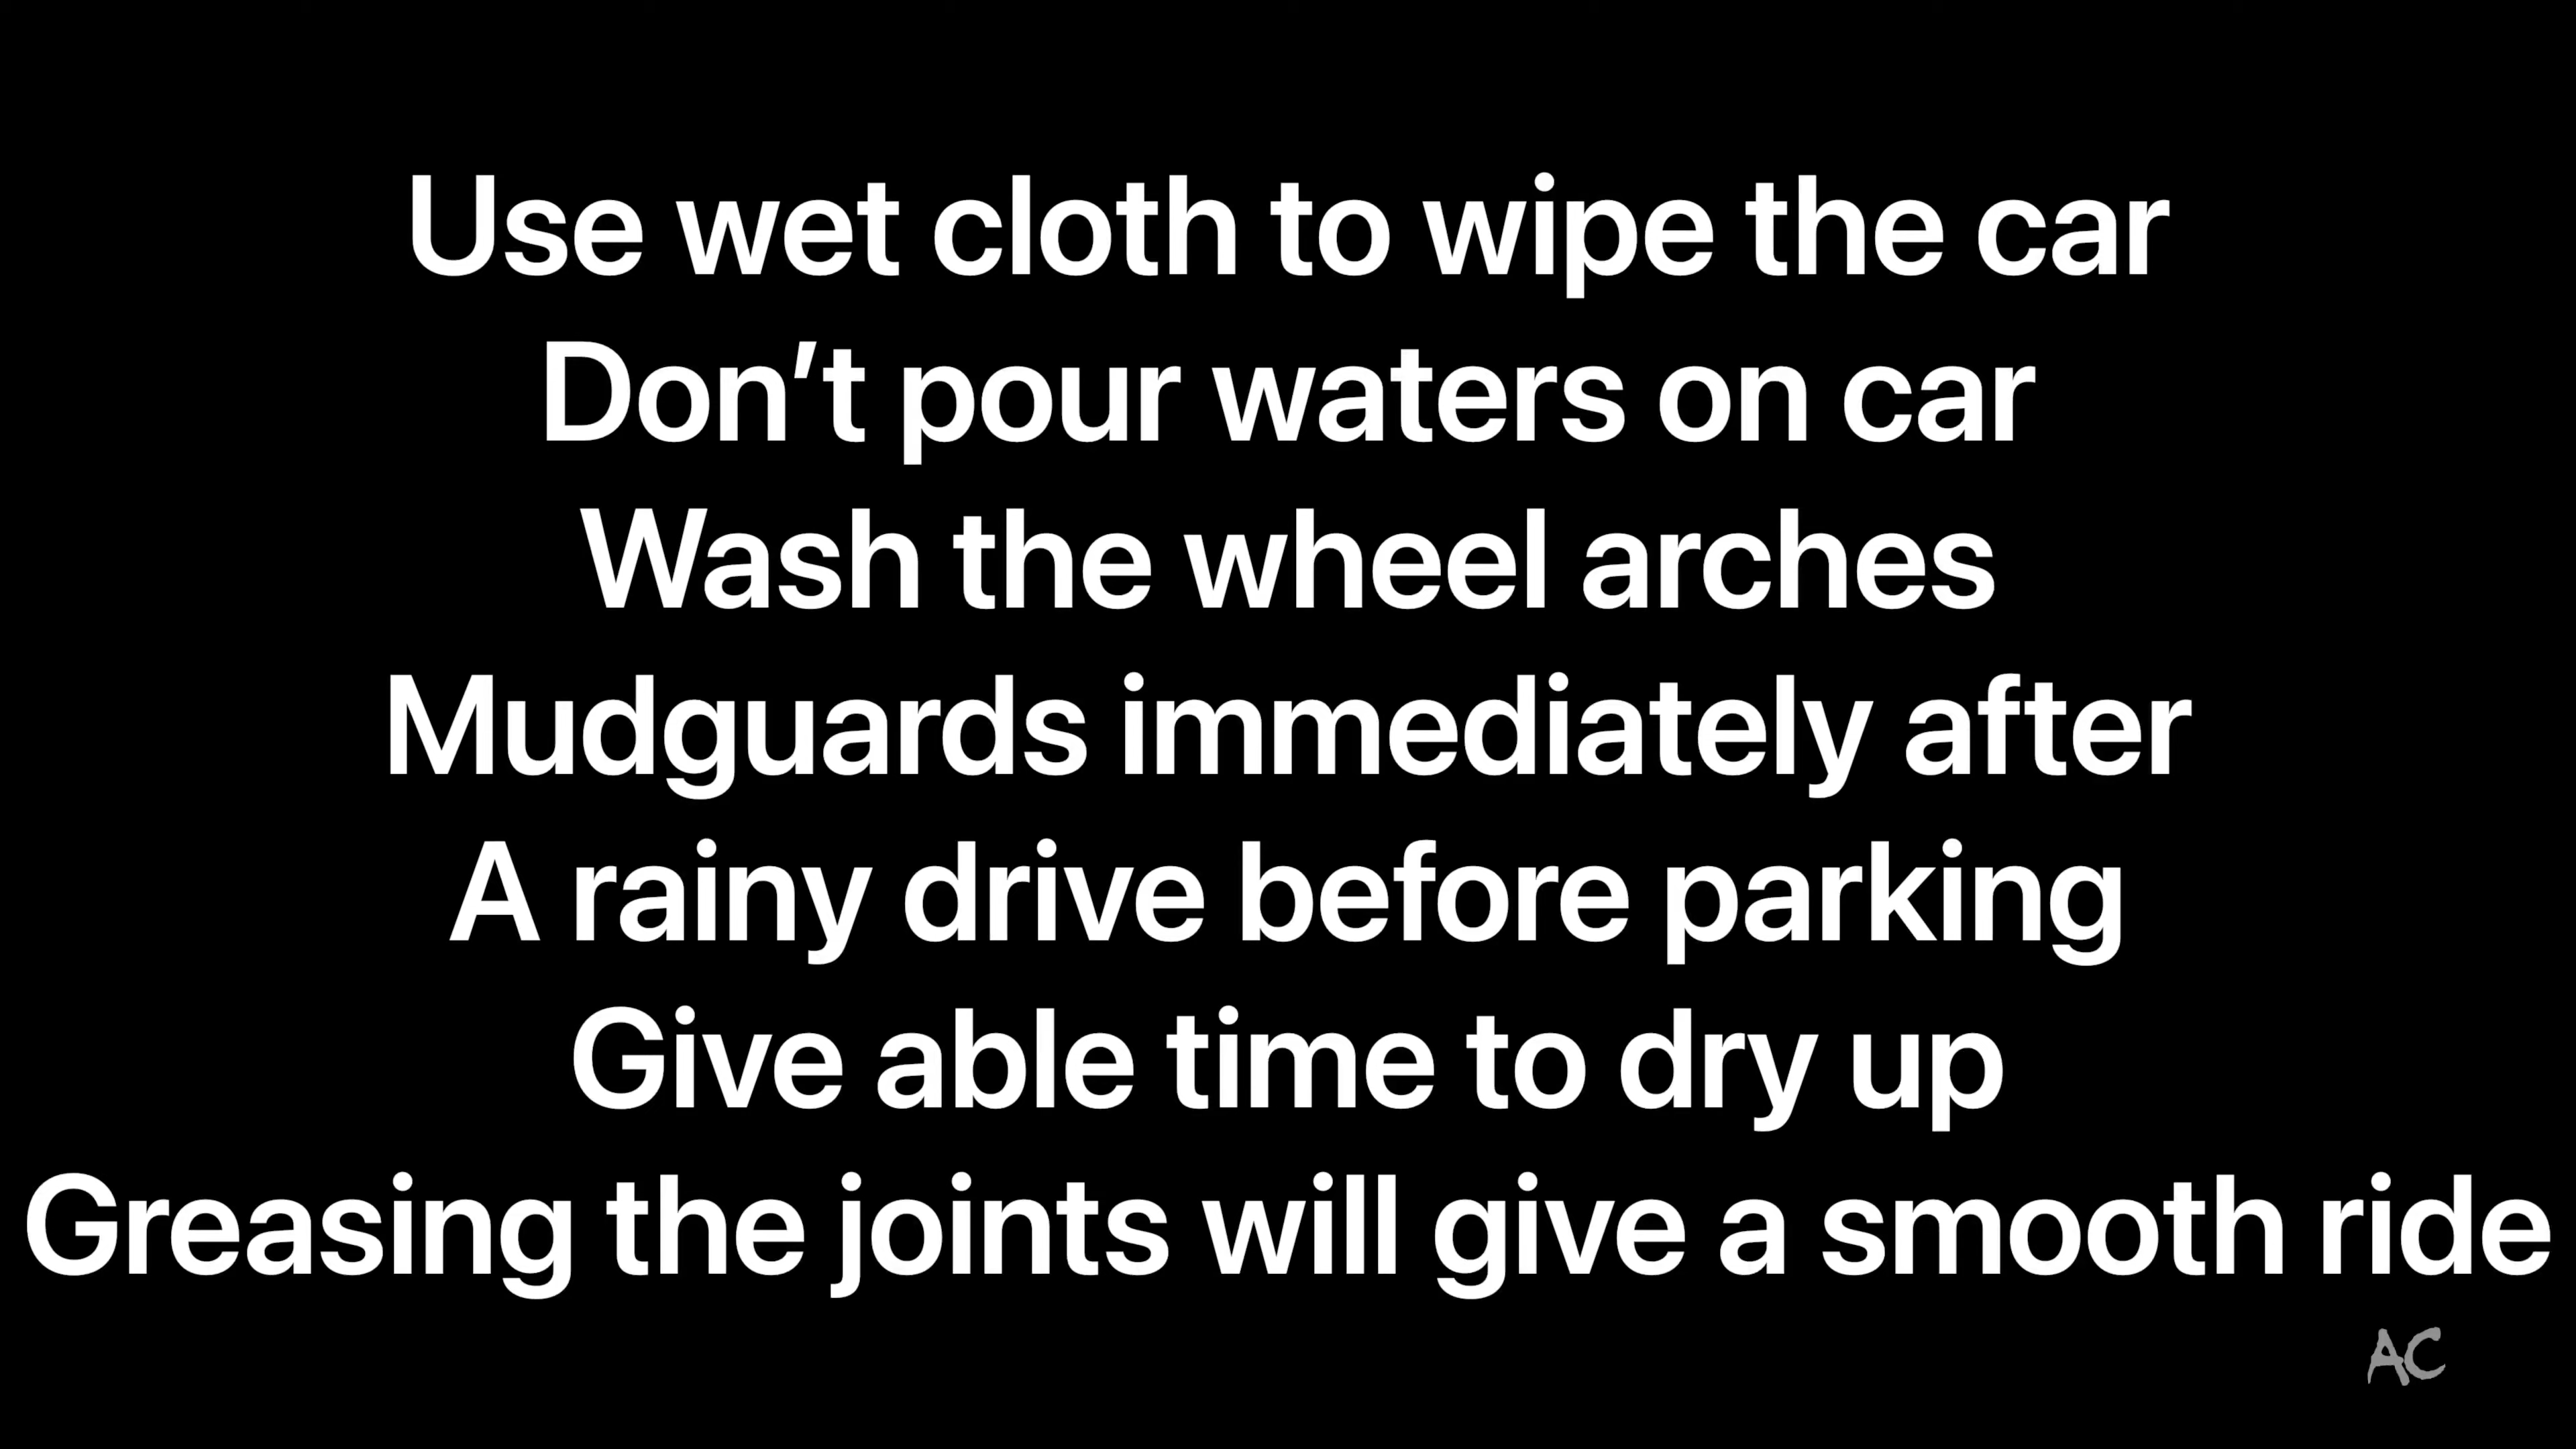 Use wet cloth to wipe the car
Don’t pour waters on car
Wash the wheel arches
Mudguards immediately after
A rainy drive before parking
Give able time to dry up
Greasing the joints will give a smooth ride
AC